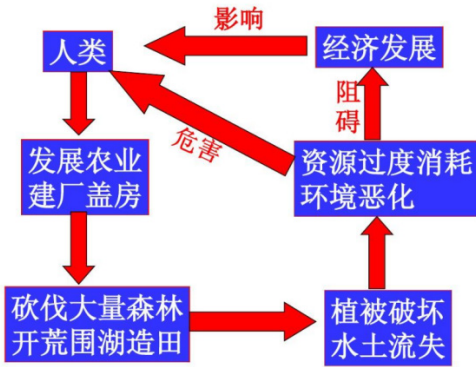 影响
人类
经济发展
阻
碍
危害
发展农业
建厂盖房
资源过度消耗
环境恶化
砍伐大量森林
开荒围湖造田
植被破坏
水土流失